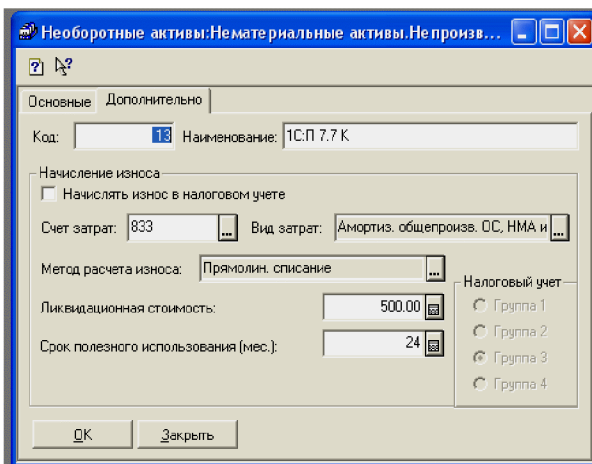 Необоротные активы:Нематериальные активы.Непроизв...
Основные Дополнительно
Код: 13 Наименование: 1С:П 7.7 К
Начисление износа
Начислять износ в налоговом учете
Счет затрат: 833 ... Вид затрат: Амортиз. общепроизв. ОС, НМА и ...
Метод расчета износа: Прямолин. списание ...
Налоговый учет
Ликвидационная стоимость: 500.00
Группа 1
Группа 2
Срок полезного использования (мес.): 24
Группа 3
Группа 4
OK Закрыть